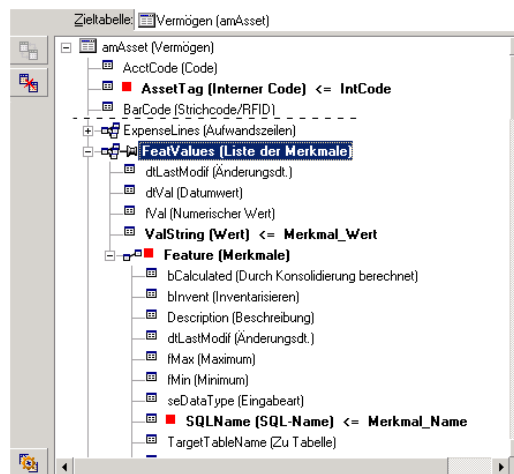 Zieltabelle: Vermögen (amAsset)
amAsset (Vermögen)
AcctCode (Code)
AssetTag (Interner Code) <= IntCode
BarCode (Strichcode/RFID)
ExpenseLines (Aufwandszeilen)
FeatValues (Liste der Merkmale)
dtLastModif (Änderungsdt.)
dtVal (Datumwert)
fVal (Numerischer Wert)
ValString (Wert) <= Merkmal_Wert
Feature (Merkmale)
bCalculated (Durch Konsolidierung berechnet)
bInvent (Inventarisieren)
Description (Beschreibung)
dtLastModif (Änderungsdt.)
fMax (Maximum)
fMin (Minimum)
seDataType (Eingabeart)
SQLName (SQL-Name) <= Merkmal_Name
TargetTableName (Zu Tabelle)